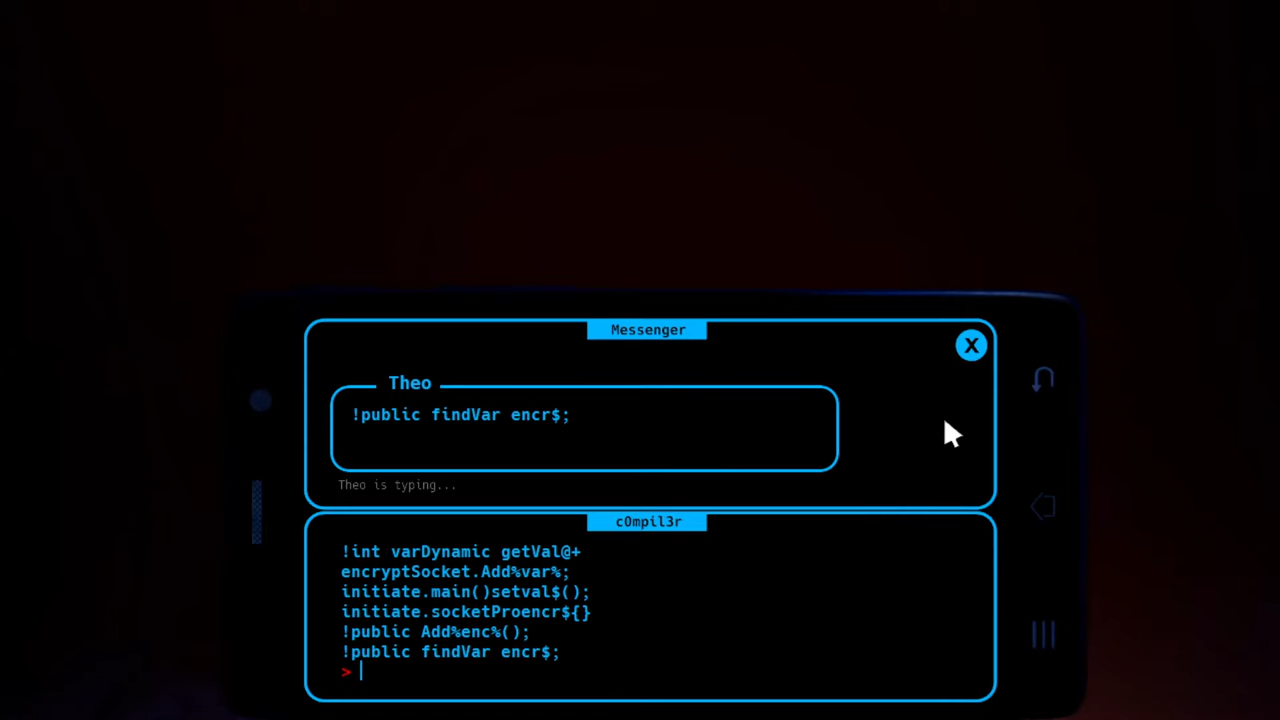 Messenger
X
Theo
!public findVar encr$;
Theo is typing...
c0mpil3r
!int varDynamic getVal@+
encryptSocket.Add%var%;
initiate.main()setval$();
initiate.socketProencr${}
!public Add%enc%();
!public findVar encr$;
>